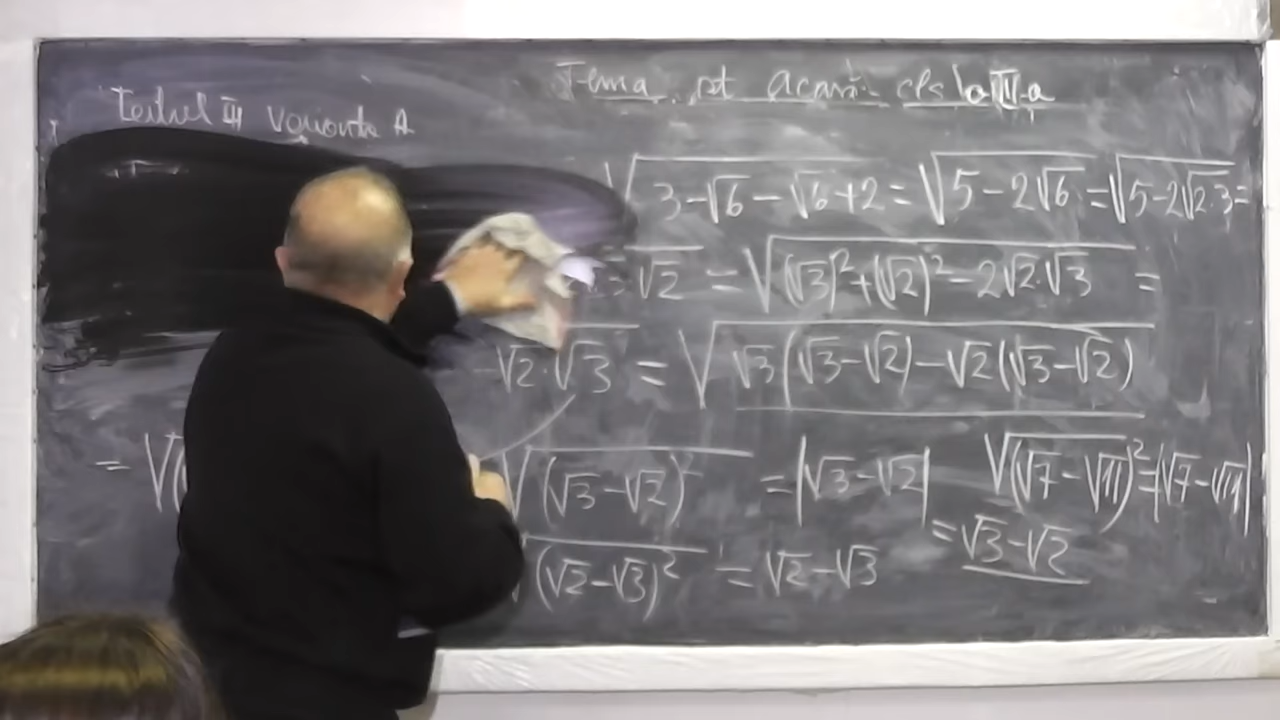 Tema pt acasă cls a VII-a
Testul III Varianta A
√(3-√6-√6+2) = √(5-2√6) = √(5-2√2·3) =
√2 = √((√3)²+(√2)²-2√2·√3) =
-√2·√3 = √(√3(√3-√2)-√2(√3-√2))
= √( √(√3-√2)² = |√3-√2| √(√7-√11)² = |√7-√11|
= √3-√2
√(√2-√3)² = √2-√3